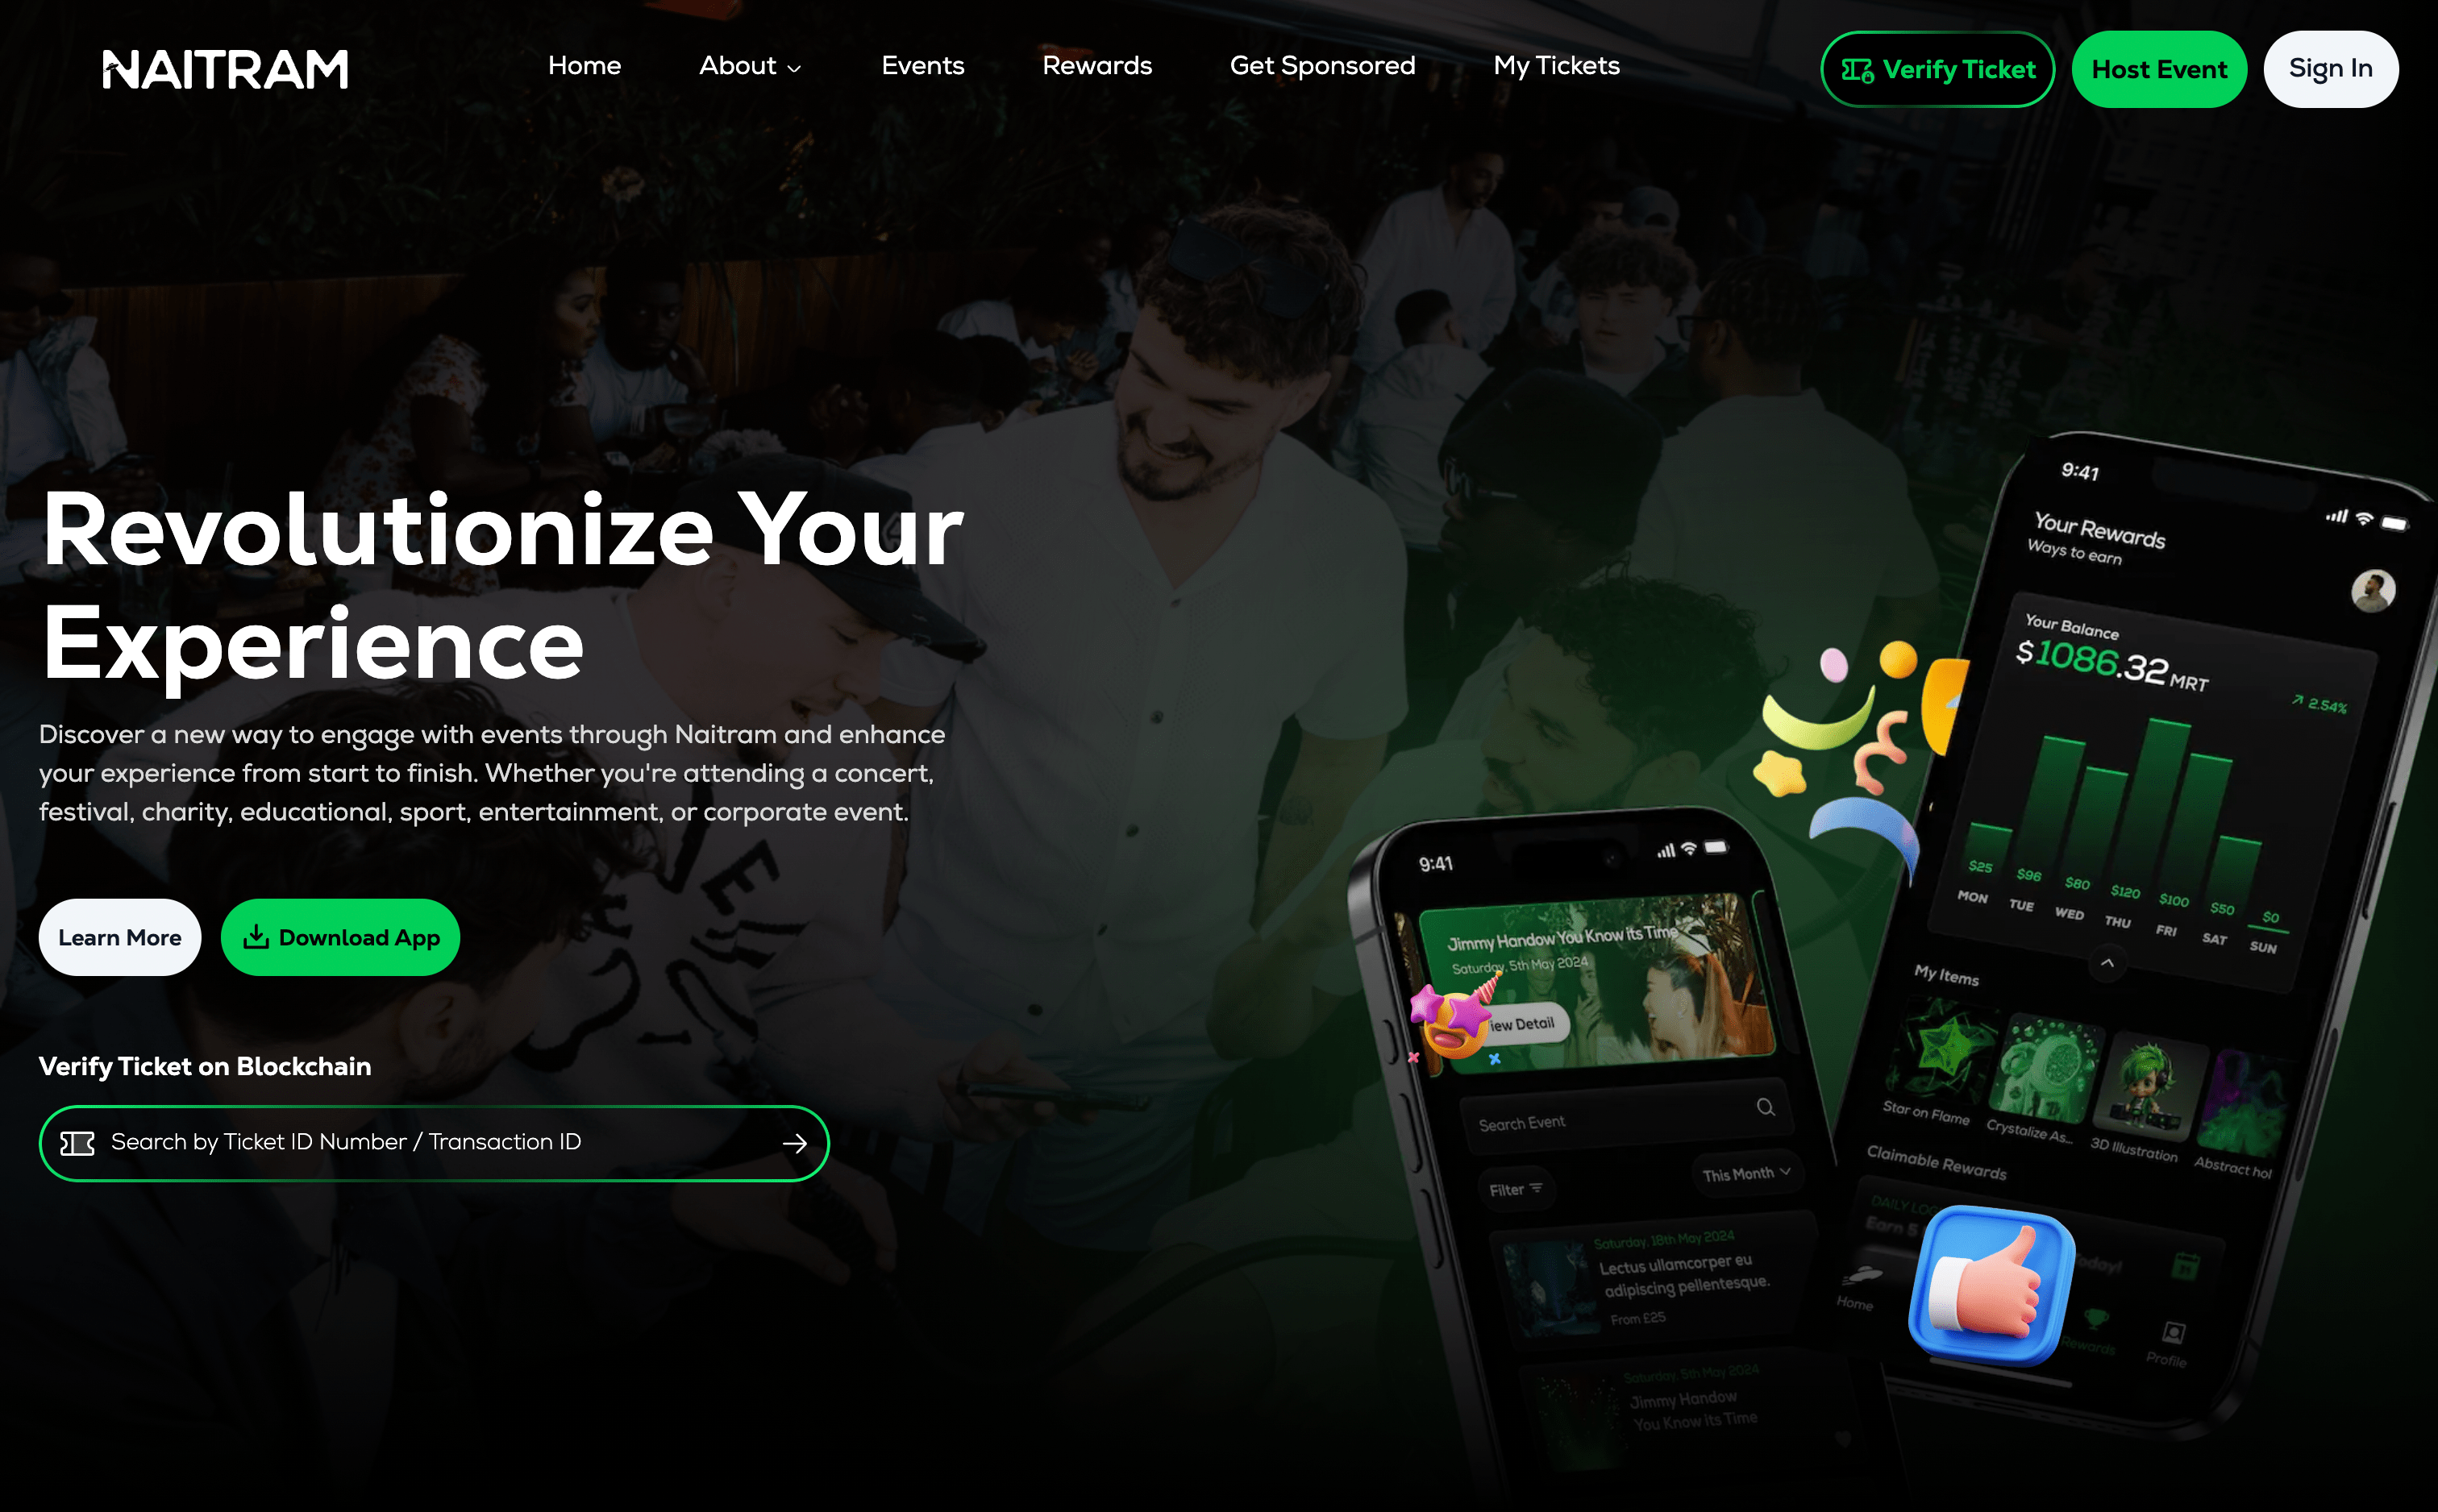 NAITRAM
Home
About
Events
Rewards
Get Sponsored
My Tickets
Verify Ticket
Host Event
Sign In
Revolutionize Your
Experience
Discover a new way to engage with events through Naitram and enhance
your experience from start to finish. Whether you're attending a concert,
festival, charity, educational, sport, entertainment, or corporate event.
Learn More
Download App
Verify Ticket on Blockchain
Search by Ticket ID Number / Transaction ID
9:41
Jimmy Handow You Know its Time
Saturday, 5th May 2024
iew Detail
Search Event
Filter
This Month
Saturday, 18th May 2024
Lectus ullamcorper eu
adipiscing pellentesque.
From £25
Saturday, 5th May 2024
Jimmy Handow
You Know Its Time
9:41
Your Rewards
Ways to earn
Your Balance
$1086.32 MRT
2.54%
$25 $96 $80 $120 $100 $50 $0
MON TUE WED THU FRI SAT SUN
My Items
Star on Flame
Crystalize As...
3D Illustration
Abstract hol
Claimable Rewards
DAILY
Earn 5
oday!
Home
Rewards
Profile